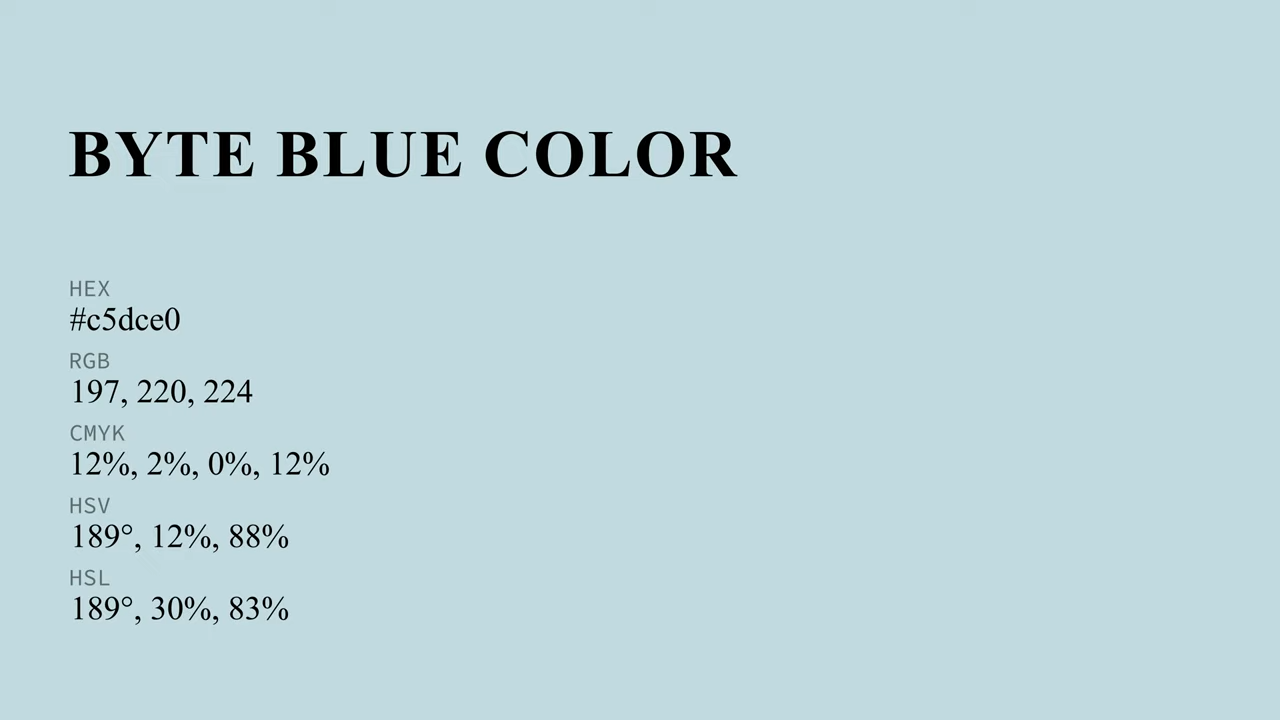 BYTE BLUE COLOR
HEX
#c5dce0
RGB
197, 220, 224
CMYK
12%, 2%, 0%, 12%
HSV
189°, 12%, 88%
HSL
189°, 30%, 83%